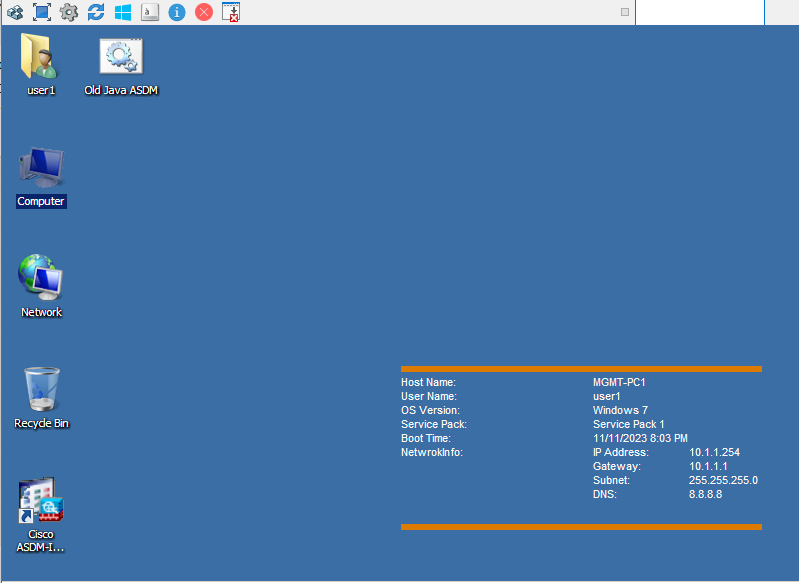 user1
Old Java ASDM
Computer
Network
Recycle Bin
Cisco
ASDM-I...
Host Name: MGMT-PC1
User Name: user1
OS Version: Windows 7
Service Pack: Service Pack 1
Boot Time: 11/11/2023 8:03 PM
NetwrokInfo: IP Address: 10.1.1.254
Gateway: 10.1.1.1
Subnet: 255.255.255.0
DNS: 8.8.8.8